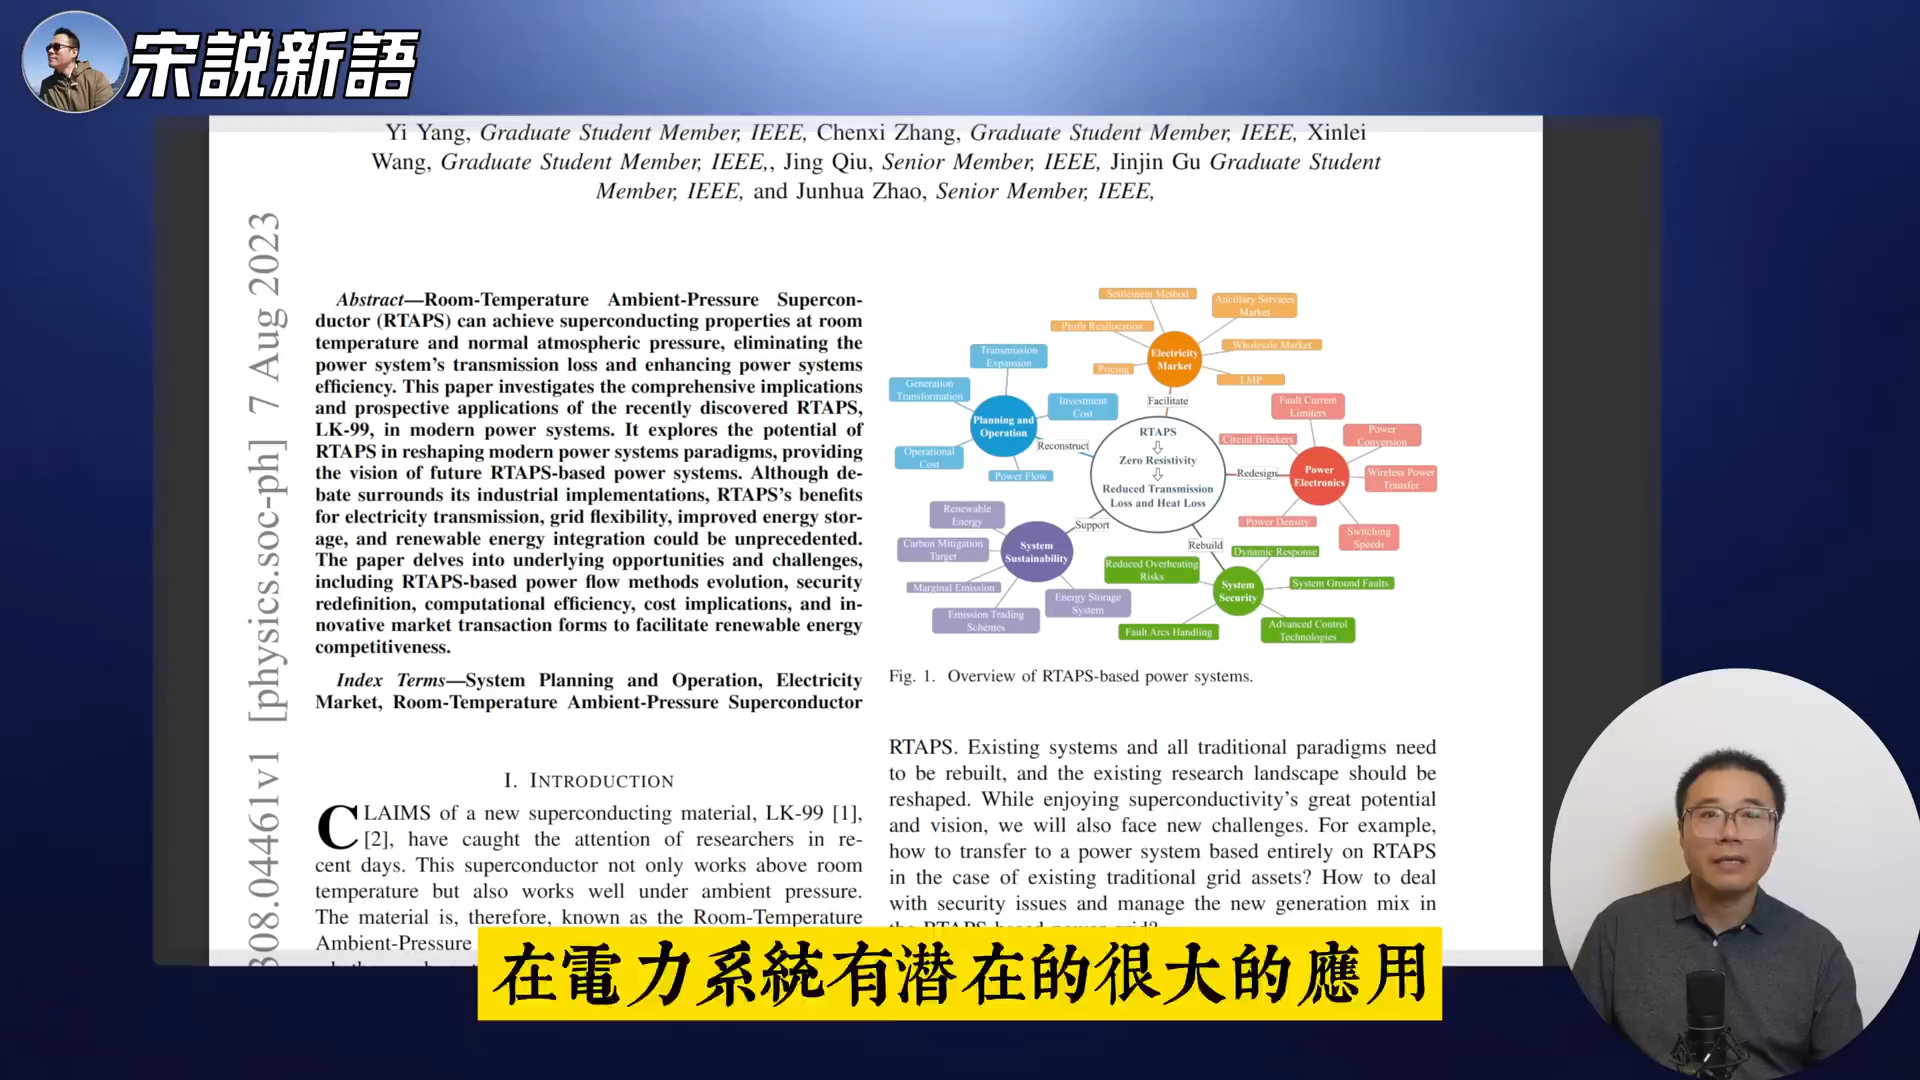 宋説新語
Yi Yang, Graduate Student Member, IEEE, Chenxi Zhang, Graduate Student Member, IEEE, Xinlei
Wang, Graduate Student Member, IEEE,, Jing Qiu, Senior Member, IEEE, Jinjin Gu Graduate Student
Member, IEEE, and Junhua Zhao, Senior Member, IEEE,
308.04461v1 [physics.soc-ph] 7 Aug 2023
Abstract—Room-Temperature Ambient-Pressure Supercon-
ductor (RTAPS) can achieve superconducting properties at room
temperature and normal atmospheric pressure, eliminating the
power system's transmission loss and enhancing power systems
efficiency. This paper investigates the comprehensive implications
and prospective applications of the recently discovered RTAPS,
LK-99, in modern power systems. It explores the potential of
RTAPS in reshaping modern power systems paradigms, providing
the vision of future RTAPS-based power systems. Although de-
bate surrounds its industrial implementations, RTAPS's benefits
for electricity transmission, grid flexibility, improved energy stor-
age, and renewable energy integration could be unprecedented.
The paper delves into underlying opportunities and challenges,
including RTAPS-based power flow methods evolution, security
redefinition, computational efficiency, cost implications, and in-
novative market transaction forms to facilitate renewable energy
competitiveness.
Index Terms—System Planning and Operation, Electricity
Market, Room-Temperature Ambient-Pressure Superconductor
I. INTRODUCTION
CLAIMS of a new superconducting material, LK-99 [1],
[2], have caught the attention of researchers in re-
cent days. This superconductor not only works above room
temperature but also works well under ambient pressure.
The material is, therefore, known as the Room-Temperature
Ambient-Pressure
Settlement Method
Ancillary Services
Market
Profit Reallocation
Wholesale Market
Pricing
LMP
Electricity
Market
Facilitate
Transmission
Expansion
Generation
Transformation
Investment
Cost
Planning and
Operation
Operational
Cost
Power Flow
Reconstruct
RTAPS
Zero Resistivity
Reduced Transmission
Loss and Heat Loss
Fault Current
Limiters
Circuit Breakers
Power
Conversion
Redesign
Power
Electronics
Wireless Power
Transfer
Power Density
Switching
Speeds
Renewable
Energy
Support
Carbon Mitigation
Target
System
Sustainability
Marginal Emission
Energy Storage
System
Emission Trading
Schemes
Rebuild
Dynamic Response
Reduced Overheating
Risks
System
Security
System Ground Faults
Fault Arcs Handling
Advanced Control
Technologies
Fig. 1. Overview of RTAPS-based power systems.
RTAPS. Existing systems and all traditional paradigms need
to be rebuilt, and the existing research landscape should be
reshaped. While enjoying superconductivity's great potential
and vision, we will also face new challenges. For example,
how to transfer to a power system based entirely on RTAPS
in the case of existing traditional grid assets? How to deal
with security issues and manage the new generation mix in
在電力系統有潜在的很大的應用